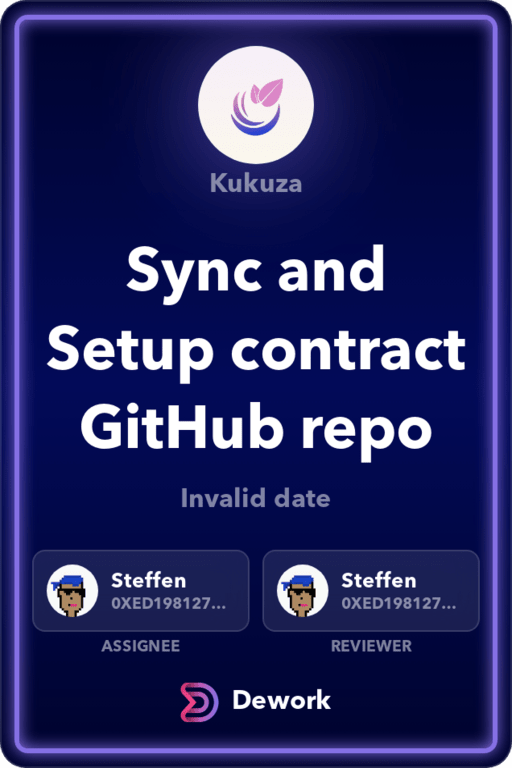 Kukuza
Sync and
Setup contract
GitHub repo
Invalid date
Steffen
0XED198127...
ASSIGNEE
Steffen
0XED198127...
REVIEWER
Dework